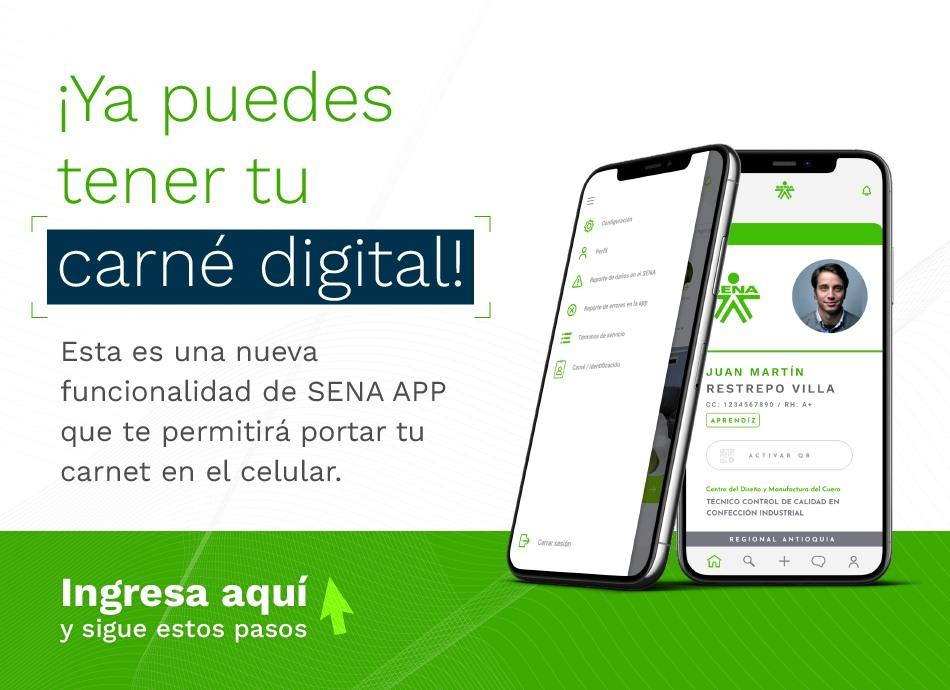 ¡Ya puedes
tener tu
carné digital!
Esta es una nueva
funcionalidad de SENA APP
que te permitirá portar tu
carnet en el celular.
Ingresa aquí
y sigue estos pasos
Configuración
Perfil
Reporte de daños en el SENA
Reporte de errores en la app
Términos de servicio
Carné / identificación
Cerrar sesión
SENA
SENA
JUAN MARTÍN
RESTREPO VILLA
CC: 1234567890 / RH: A+
APRENDÍZ
ACTIVAR QR
Centro del Diseño y Manufactura del Cuero
TÉCNICO CONTROL DE CALIDAD EN
CONFECCIÓN INDUSTRIAL
REGIONAL ANTIOQUIA